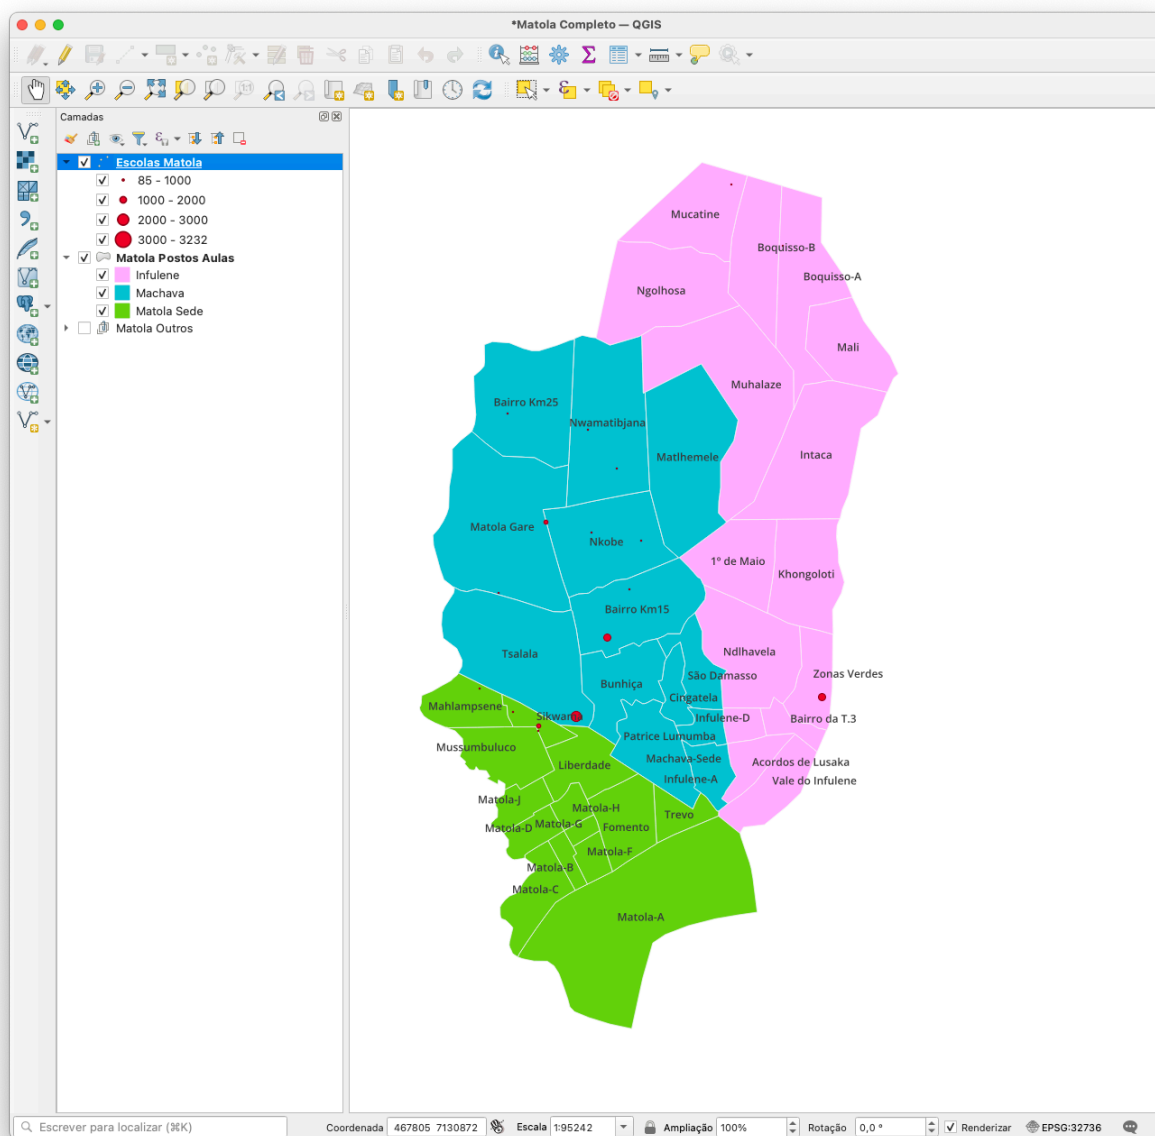 *Matola Completo — QGIS
Camadas
Escolas Matola
85 - 1000
1000 - 2000
2000 - 3000
3000 - 3232
Matola Postos Aulas
Infulene
Machava
Matola Sede
Matola Outros
Mucatine
Boquisso-B
Boquisso-A
Ngolhosa
Mali
Muhalaze
Bairro Km25
Nwamatibjana
Matlhemele
Intaca
Matola Gare
Nkobe
1º de Maio
Khongoloti
Bairro Km15
Tsalala
Ndlhavela
Zonas Verdes
São Damasso
Bunhiça
Cingatela
Mahlampsene
Sikwama
Infulene-D
Bairro da T.3
Patrice Lumumba
Mussumbuluco
Machava-Sede
Acordos de Lusaka
Liberdade
Infulene-A
Vale do Infulene
Matola-J
Matola-H
Trevo
Matola-D
Matola-G
Fomento
Matola-F
Matola-B
Matola-C
Matola-A
Escrever para localizar (⌘K)
Coordenada 467805 7130872 Escala 1:95242 Ampliação 100% Rotação 0,0 ° Renderizar EPSG:32736